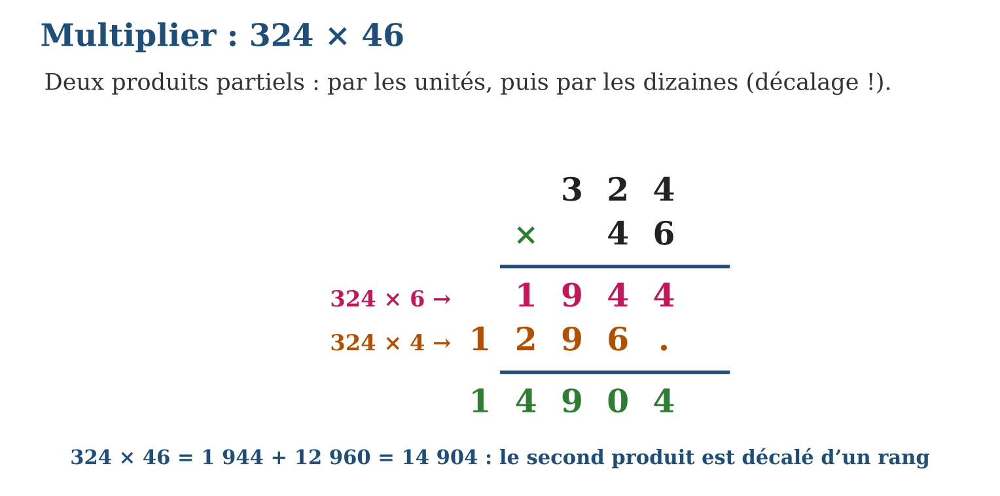 Multiplier : 324 × 46
Deux produits partiels : par les unités, puis par les dizaines (décalage !).
3 2 4
× 4 6
324 × 6 → 1 9 4 4
324 × 4 → 1 2 9 6 .
1 4 9 0 4
324 × 46 = 1 944 + 12 960 = 14 904 : le second produit est décalé d’un rang